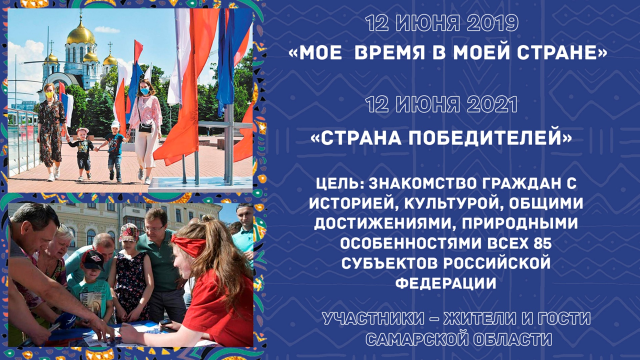 12 ИЮНЯ 2019
«МОЕ ВРЕМЯ В МОЕЙ СТРАНЕ»
12 ИЮНЯ 2021
«СТРАНА ПОБЕДИТЕЛЕЙ»
ЦЕЛЬ: ЗНАКОМСТВО ГРАЖДАН С
ИСТОРИЕЙ, КУЛЬТУРОЙ, ОБЩИМИ
ДОСТИЖЕНИЯМИ, ПРИРОДНЫМИ
ОСОБЕННОСТЯМИ ВСЕХ 85
СУБЪЕКТОВ РОССИЙСКОЙ
ФЕДЕРАЦИИ
УЧАСТНИКИ – ЖИТЕЛИ И ГОСТИ
САМАРСКОЙ ОБЛАСТИ